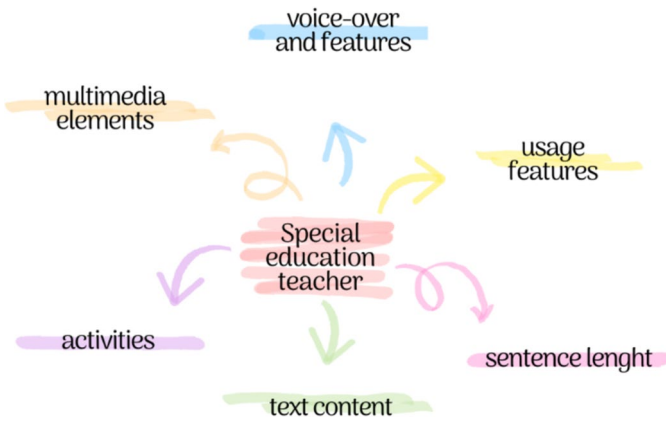 voice-over
and features
multimedia
elements
usage
features
Special
education
teacher
activities
sentence lenght
text content